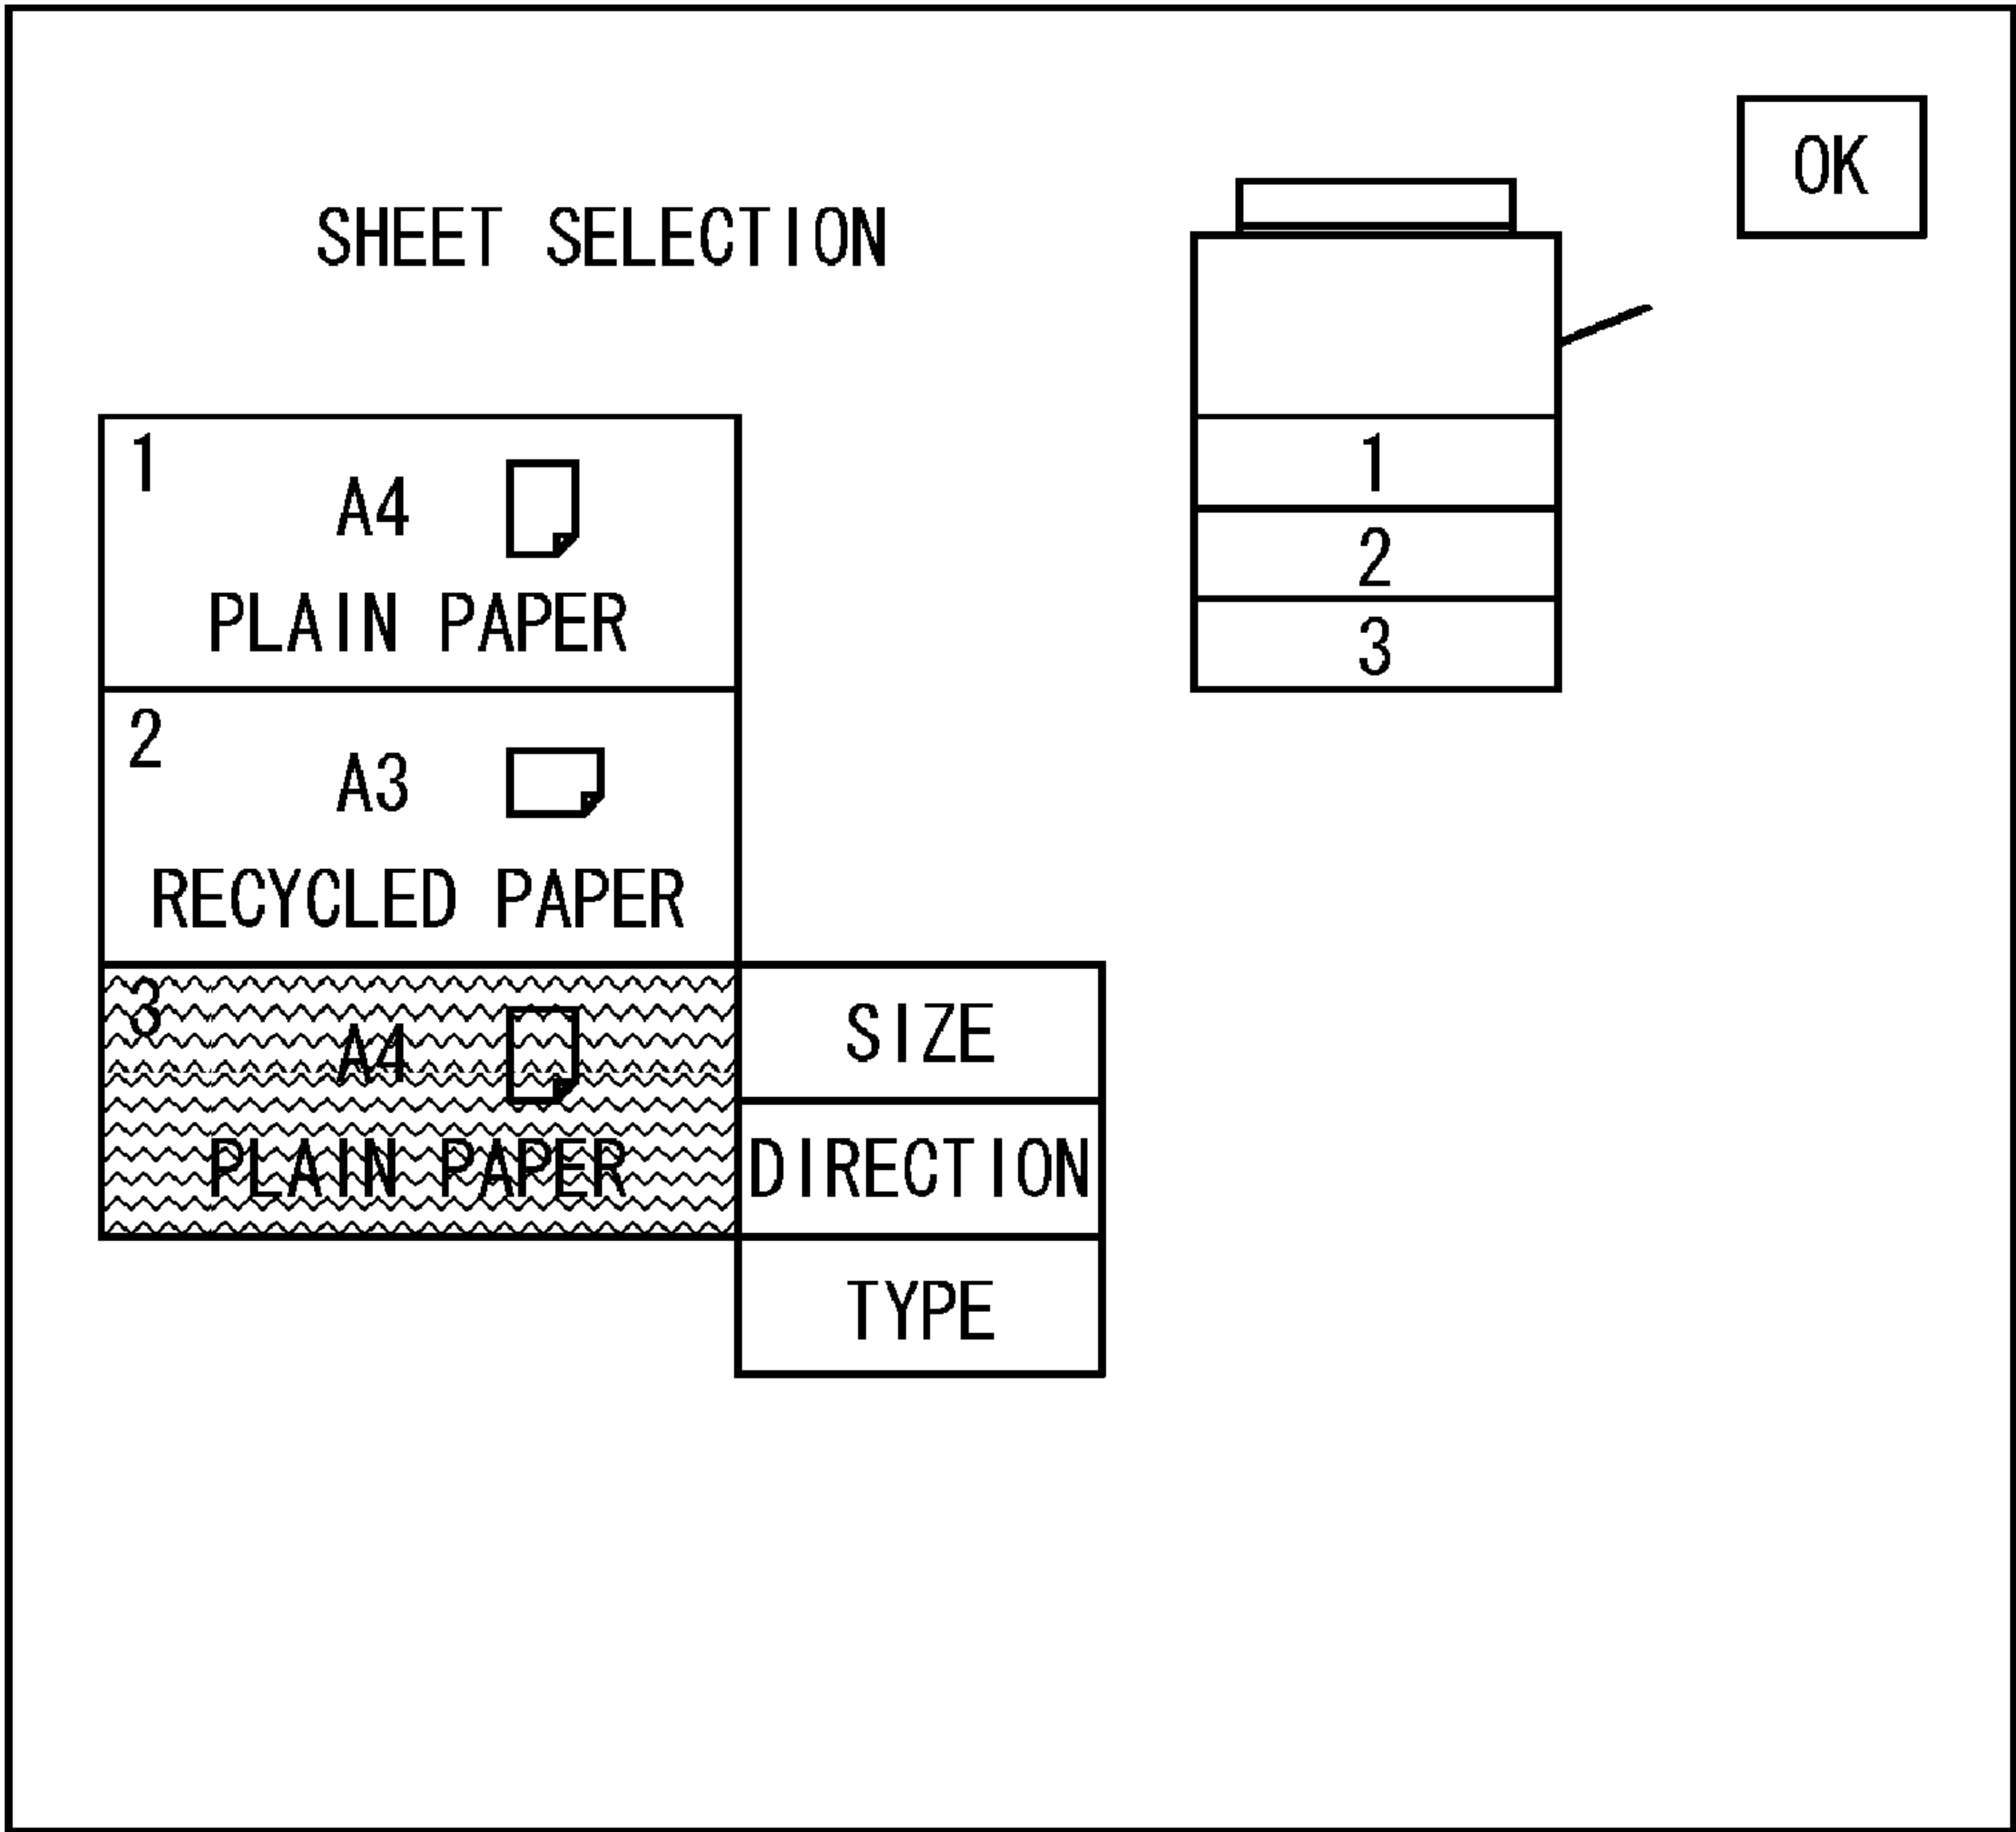 OK
SHEET SELECTION
1
A4
PLAIN PAPER
2
A3
RECYCLED PAPER
3
A4
PLAIN PAPER
SIZE
DIRECTION
TYPE
1
2
3